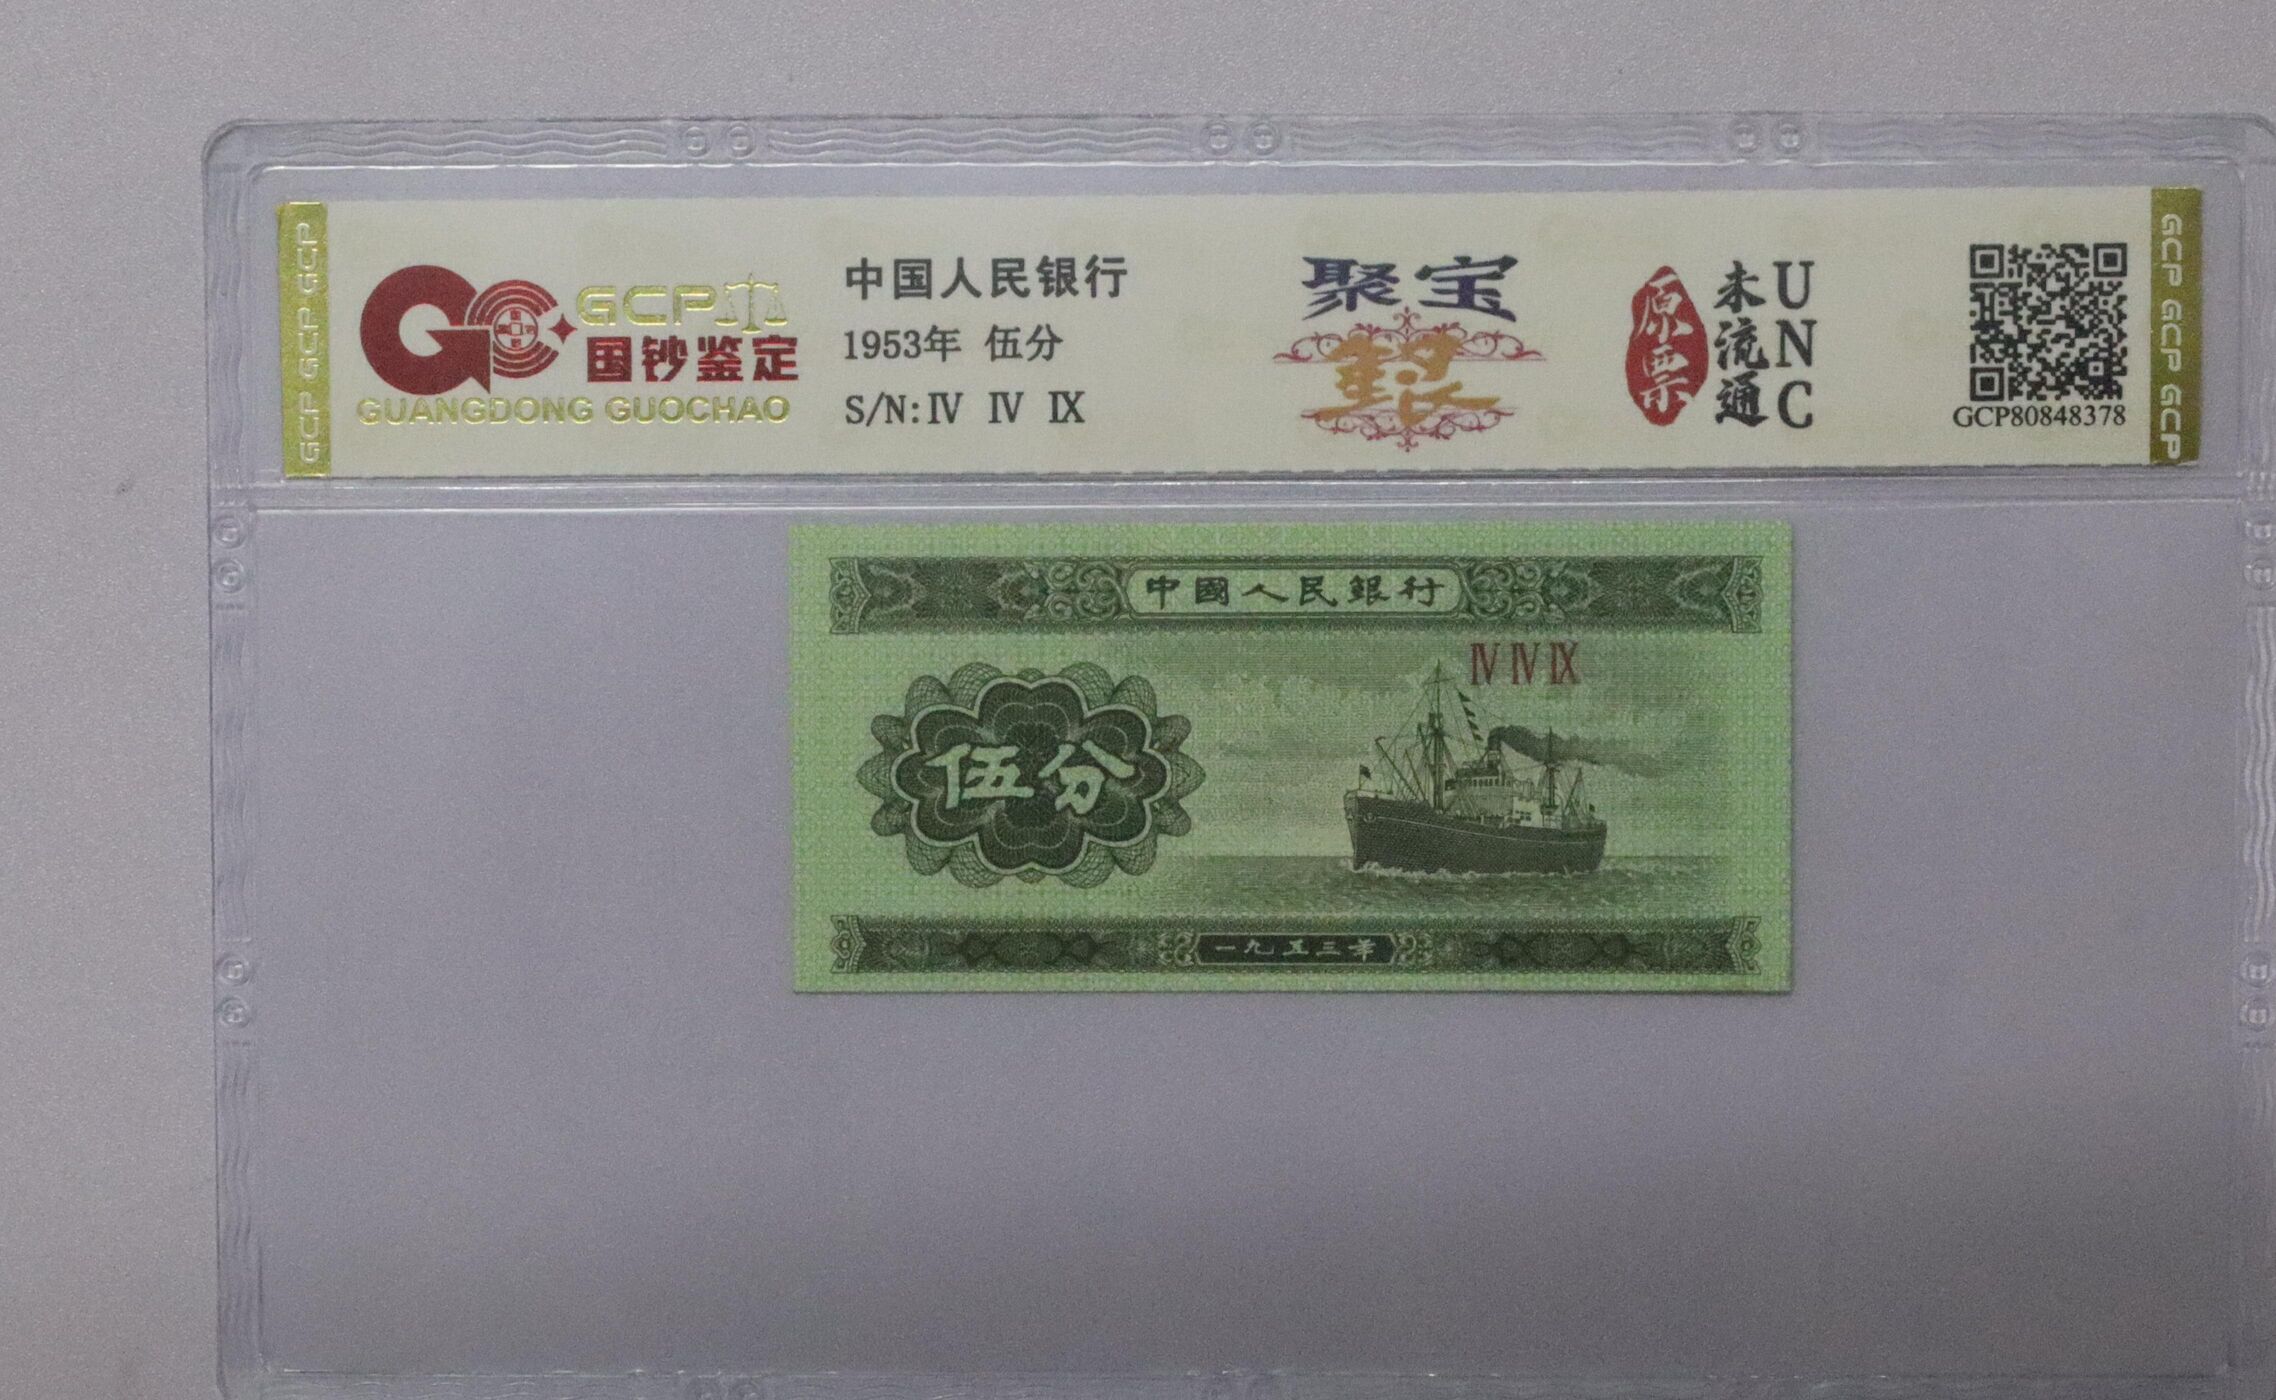 GCP GCP GCP
GCP
国钞鉴定
GUANGDONG GUOCHAO
中国人民银行
1953年 伍分
S/N:Ⅳ Ⅳ Ⅸ
聚宝
原票
未流通
UNC
GCP80848378
GCP GCP GCP
中國人民銀行
Ⅳ Ⅳ Ⅸ
伍分
一九五三年